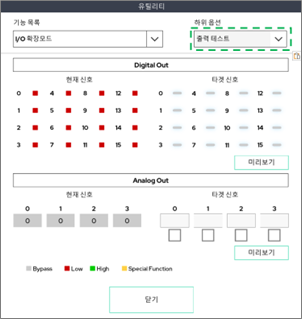 유틸리티
기능 목록 하위 옵션
I/O 확장모드 출력 테스트
Digital Out
현재 신호 타겟 신호
0 4 8 12 0 4 8 12
1 5 9 13 1 5 9 13
2 6 10 14 2 6 10 14
3 7 11 15 3 7 11 15
미리보기
Analog Out
현재 신호 타겟 신호
0 1 2 3 0 1 2 3
0 0 0 0
미리보기
Bypass Low High Special Function
닫기